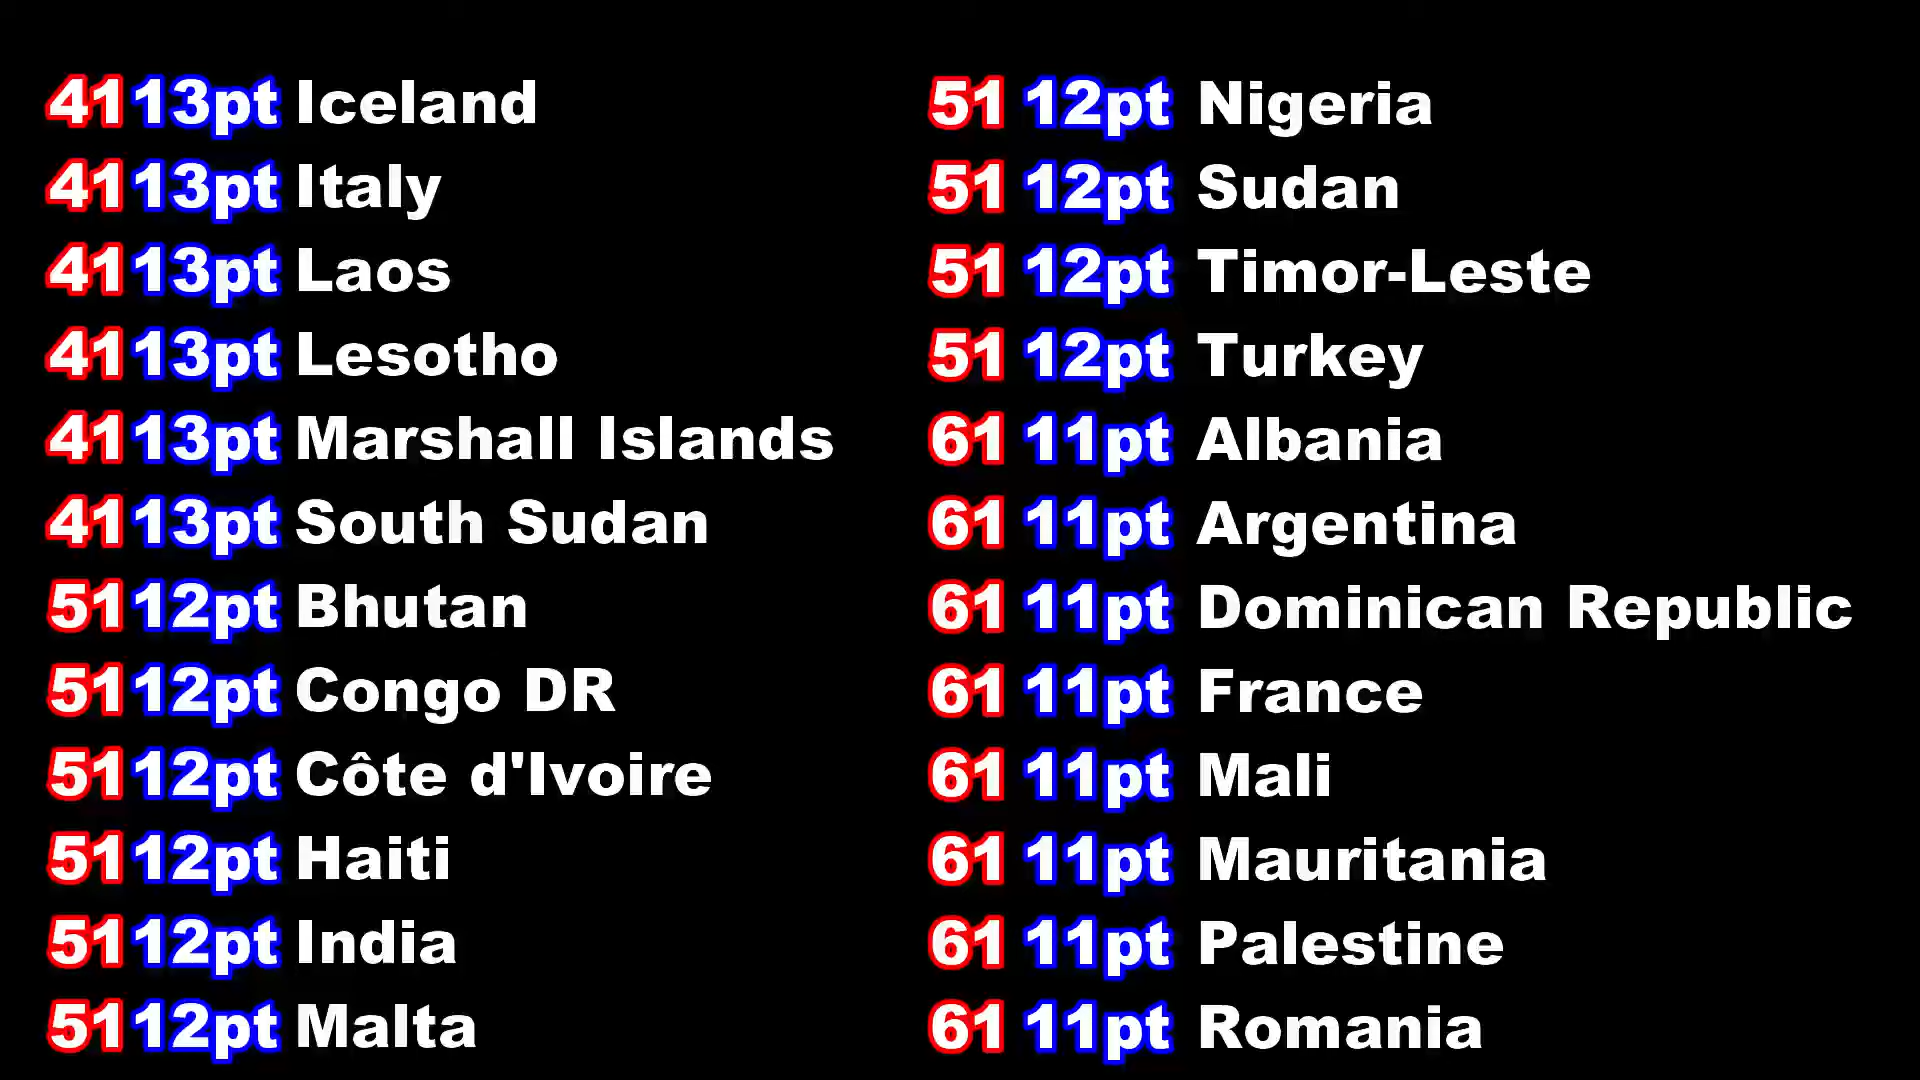 41 13pt Iceland
41 13pt Italy
41 13pt Laos
41 13pt Lesotho
41 13pt Marshall Islands
41 13pt South Sudan
51 12pt Bhutan
51 12pt Congo DR
51 12pt Côte d'Ivoire
51 12pt Haiti
51 12pt India
51 12pt Malta
51 12pt Nigeria
51 12pt Sudan
51 12pt Timor-Leste
51 12pt Turkey
61 11pt Albania
61 11pt Argentina
61 11pt Dominican Republic
61 11pt France
61 11pt Mali
61 11pt Mauritania
61 11pt Palestine
61 11pt Romania